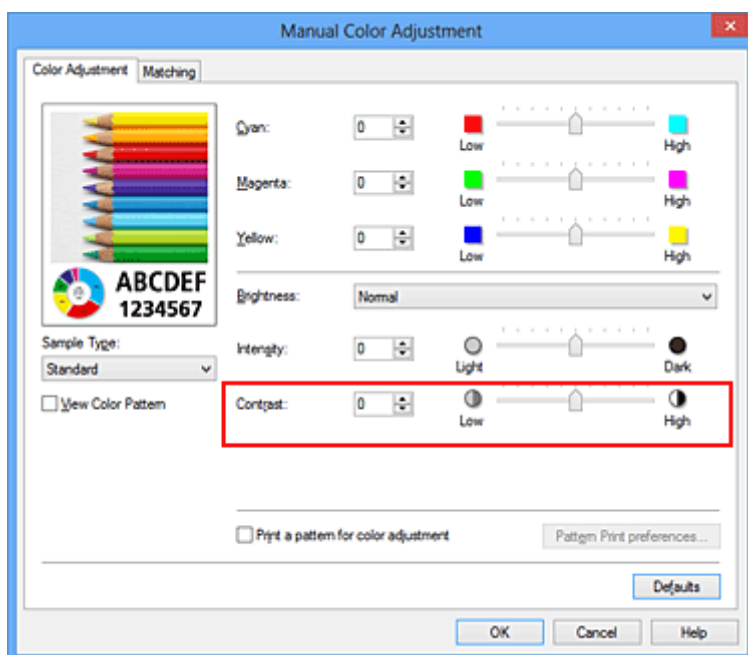 Manual Color Adjustment
Color Adjustment Matching
ABCDEF
1234567
Sample Type:
Standard
View Color Pattern
Cyan: 0 Low High
Magenta: 0 Low High
Yellow: 0 Low High
Brightness: Normal
Intensity: 0 Light Dark
Contrast: 0 Low High
Print a pattern for color adjustment Pattern Print preferences...
Defaults
OK Cancel Help